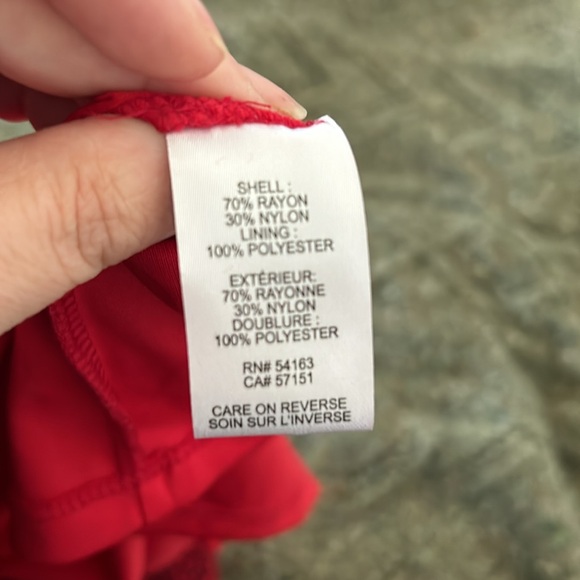 SHELL :
70% RAYON
30% NYLON
LINING :
100% POLYESTER
EXTÉRIEUR:
70% RAYONNE
30% NYLON
DOUBLURE :
100% POLYESTER
RN# 54163
CA# 57151
CARE ON REVERSE
SOIN SUR L'INVERSE